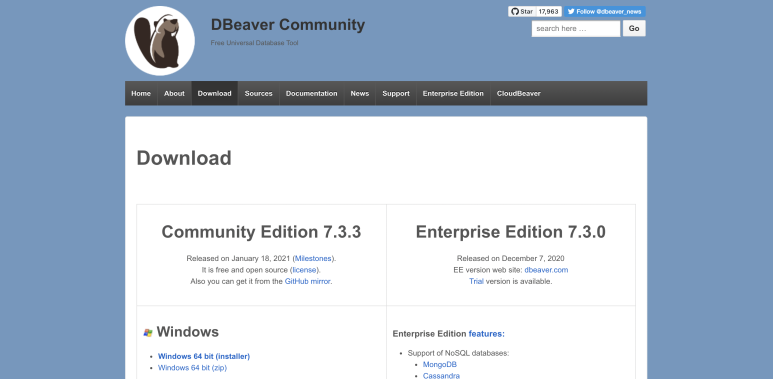 DBeaver Community
Free Universal Database Tool
Star 17,963 Follow @dbeaver_news
search here ... Go
Home About Download Sources Documentation News Support Enterprise Edition CloudBeaver
Download
Community Edition 7.3.3
Released on January 18, 2021 (Milestones).
It is free and open source (license).
Also you can get it from the GitHub mirror.
Enterprise Edition 7.3.0
Released on December 7, 2020
EE version web site: dbeaver.com
Trial version is available.
Windows
• Windows 64 bit (installer)
• Windows 64 bit (zip)
Enterprise Edition features:
• Support of NoSQL databases:
• MongoDB
• Cassandra